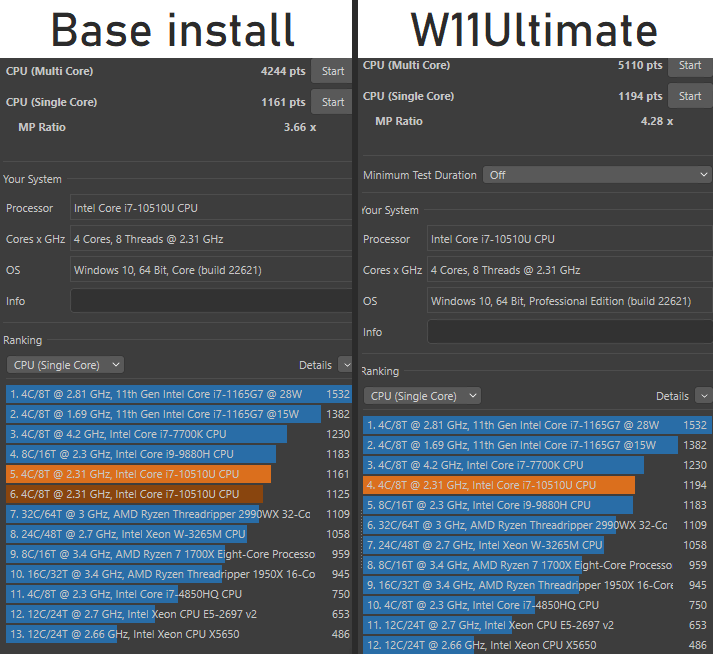 Base install
CPU (Multi Core) 4244 pts Start
CPU (Single Core) 1161 pts Start
MP Ratio 3.66 x
Your System
Processor Intel Core i7-10510U CPU
Cores x GHz 4 Cores, 8 Threads @ 2.31 GHz
OS Windows 10, 64 Bit, Core (build 22621)
Info
Ranking
CPU (Single Core) Details
1. 4C/8T @ 2.81 GHz, 11th Gen Intel Core i7-1165G7 @ 28W 1532
2. 4C/8T @ 1.69 GHz, 11th Gen Intel Core i7-1165G7 @15W 1382
3. 4C/8T @ 4.2 GHz, Intel Core i7-7700K CPU 1230
4. 8C/16T @ 2.3 GHz, Intel Core i9-9880H CPU 1183
5. 4C/8T @ 2.31 GHz, Intel Core i7-10510U CPU 1161
6. 4C/8T @ 2.31 GHz, Intel Core i7-10510U CPU 1125
7. 32C/64T @ 3 GHz, AMD Ryzen Threadripper 2990WX 32-Co 1109
8. 24C/48T @ 2.7 GHz, Intel Xeon W-3265M CPU 1058
9. 8C/16T @ 3.4 GHz, AMD Ryzen 7 1700X Eight-Core Processo 959
10. 16C/32T @ 3.4 GHz, AMD Ryzen Threadripper 1950X 16-Co 945
11. 4C/8T @ 2.3 GHz, Intel Core i7-4850HQ CPU 750
12. 12C/24T @ 2.7 GHz, Intel Xeon CPU E5-2697 v2 653
13. 12C/24T @ 2.66 GHz, Intel Xeon CPU X5650 486
W11Ultimate
CPU (Multi Core) 5110 pts Start
CPU (Single Core) 1194 pts Start
MP Ratio 4.28 x
Minimum Test Duration Off
Your System
Processor Intel Core i7-10510U CPU
Cores x GHz 4 Cores, 8 Threads @ 2.31 GHz
OS Windows 10, 64 Bit, Professional Edition (build 22621)
Info
Ranking
CPU (Single Core) Details
1. 4C/8T @ 2.81 GHz, 11th Gen Intel Core i7-1165G7 @ 28W 1532
2. 4C/8T @ 1.69 GHz, 11th Gen Intel Core i7-1165G7 @15W 1382
3. 4C/8T @ 4.2 GHz, Intel Core i7-7700K CPU 1230
4. 4C/8T @ 2.31 GHz, Intel Core i7-10510U CPU 1194
5. 8C/16T @ 2.3 GHz, Intel Core i9-9880H CPU 1183
6. 32C/64T @ 3 GHz, AMD Ryzen Threadripper 2990WX 32-Co 1109
7. 24C/48T @ 2.7 GHz, Intel Xeon W-3265M CPU 1058
8. 8C/16T @ 3.4 GHz, AMD Ryzen 7 1700X Eight-Core Processo 959
9. 16C/32T @ 3.4 GHz, AMD Ryzen Threadripper 1950X 16-Core 945
10. 4C/8T @ 2.3 GHz, Intel Core i7-4850HQ CPU 750
11. 12C/24T @ 2.7 GHz, Intel Xeon CPU E5-2697 v2 653
12. 12C/24T @ 2.66 GHz, Intel Xeon CPU X5650 486